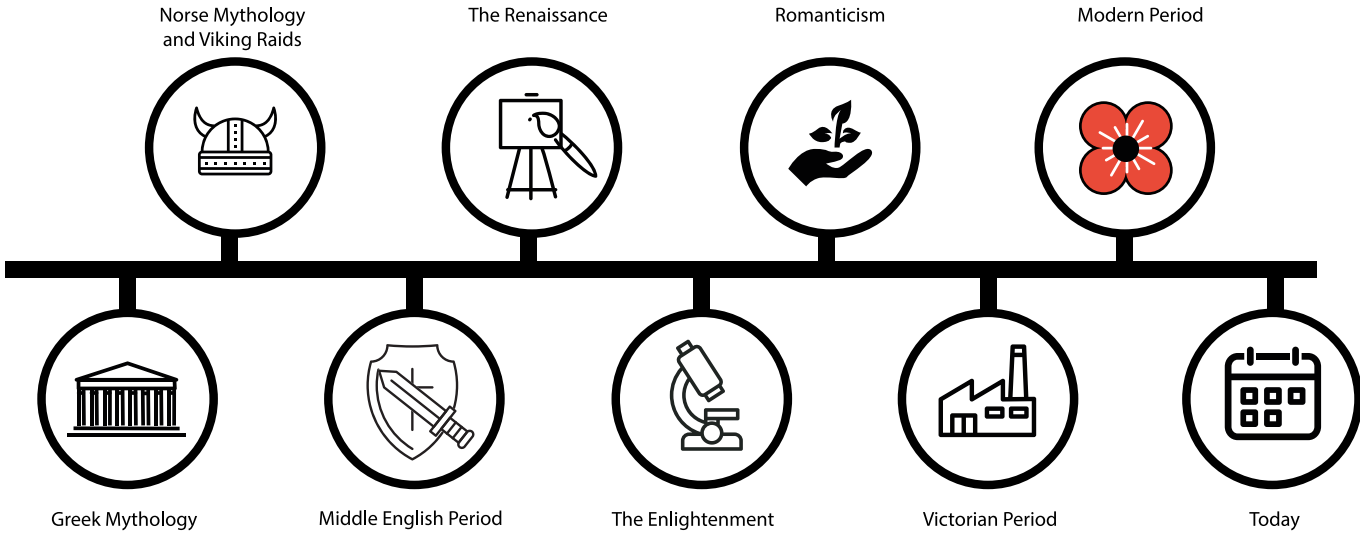 Norse Mythology
and Viking Raids
The Renaissance
Romanticism
Modern Period
Greek Mythology
Middle English Period
The Enlightenment
Victorian Period
Today